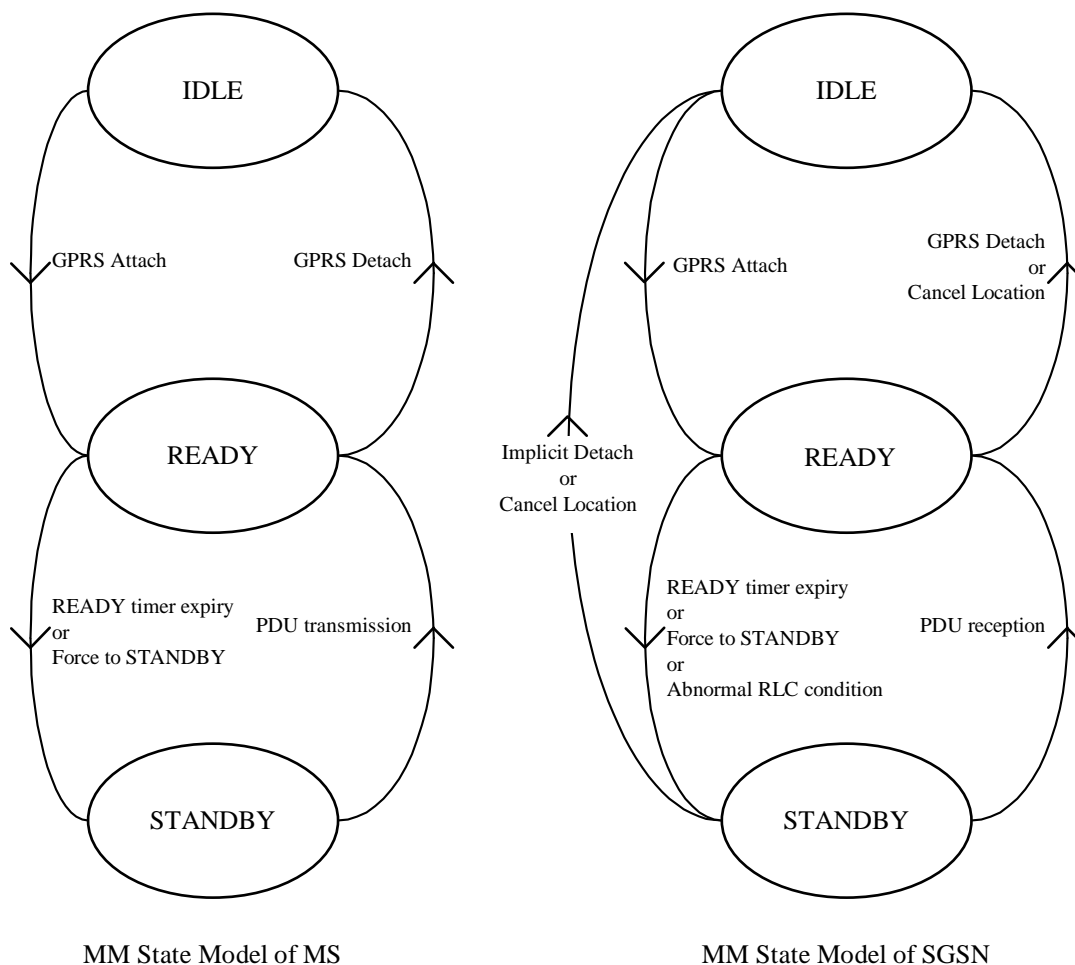 IDLE
GPRS Attach
GPRS Detach
READY
READY timer expiry
or
Force to STANDBY
PDU transmission
STANDBY
MM State Model of MS
IDLE
GPRS Attach
GPRS Detach
or
Cancel Location
Implicit Detach
or
Cancel Location
READY
READY timer expiry
or
Force to STANDBY
or
Abnormal RLC condition
PDU reception
STANDBY
MM State Model of SGSN